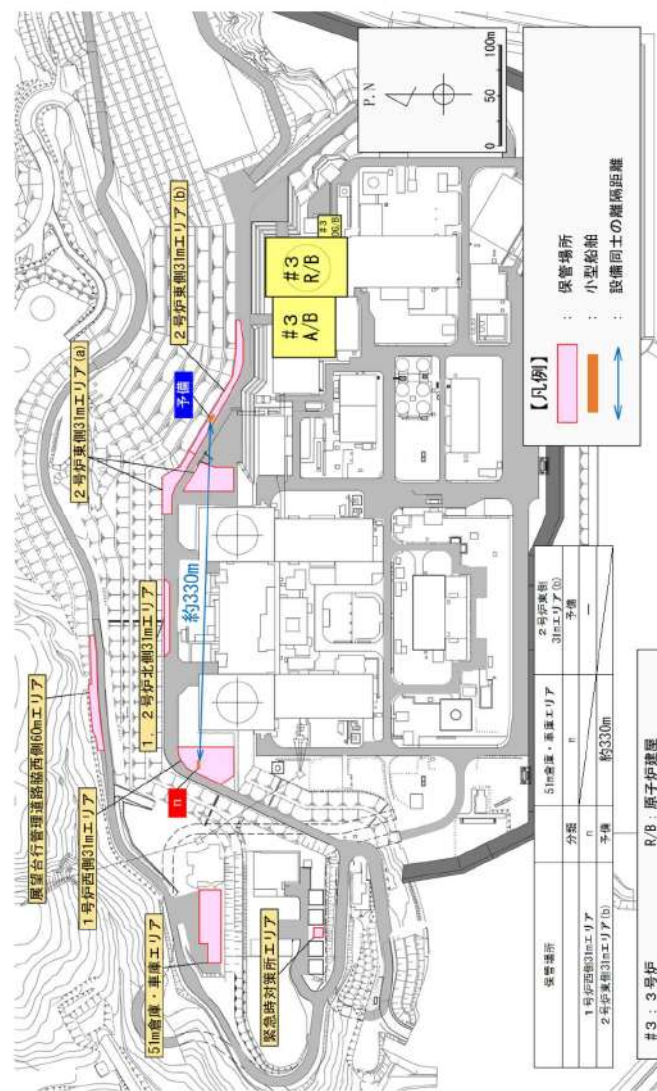 展望台行管理道路脇西側60mエリア
1号炉西側31mエリア
51m倉庫・車庫エリア
緊急時対策所エリア
1，2号炉北側31mエリア
2号炉東側31mエリア(a)
2号炉東側31mエリア(b)
n
予備
約330m
#3
A/B
#3
R/B
#3
DG/B
P.N
0 50 100m
【凡例】
： 保管場所
： 小型船舶
： 設備同士の離隔距離
保管場所 分類 51m倉庫・車庫エリア 2号炉東側
31mエリア(b)
n 予備
1号炉西側31mエリア n －
2号炉東側31mエリア(b) 予備 約330m
#3 : 3号炉 R/B : 原子炉建屋